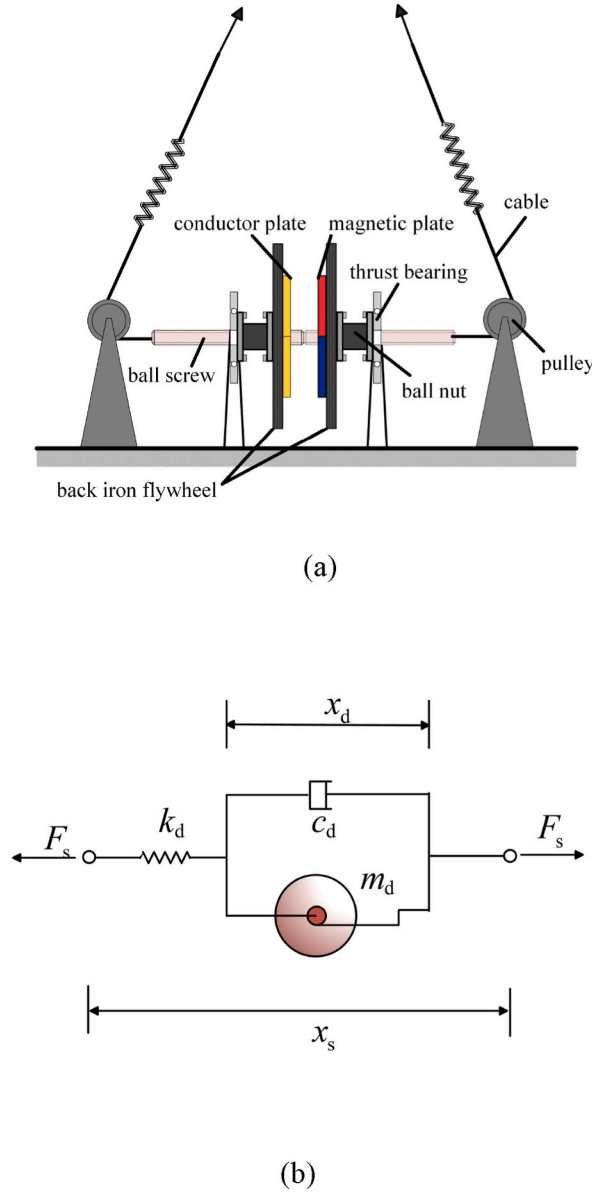 conductor plate
magnetic plate
cable
thrust bearing
ball screw
ball nut
pulley
back iron flywheel
(a)
x_d
k_d
c_d
F_s
F_s
m_d
x_s
(b)